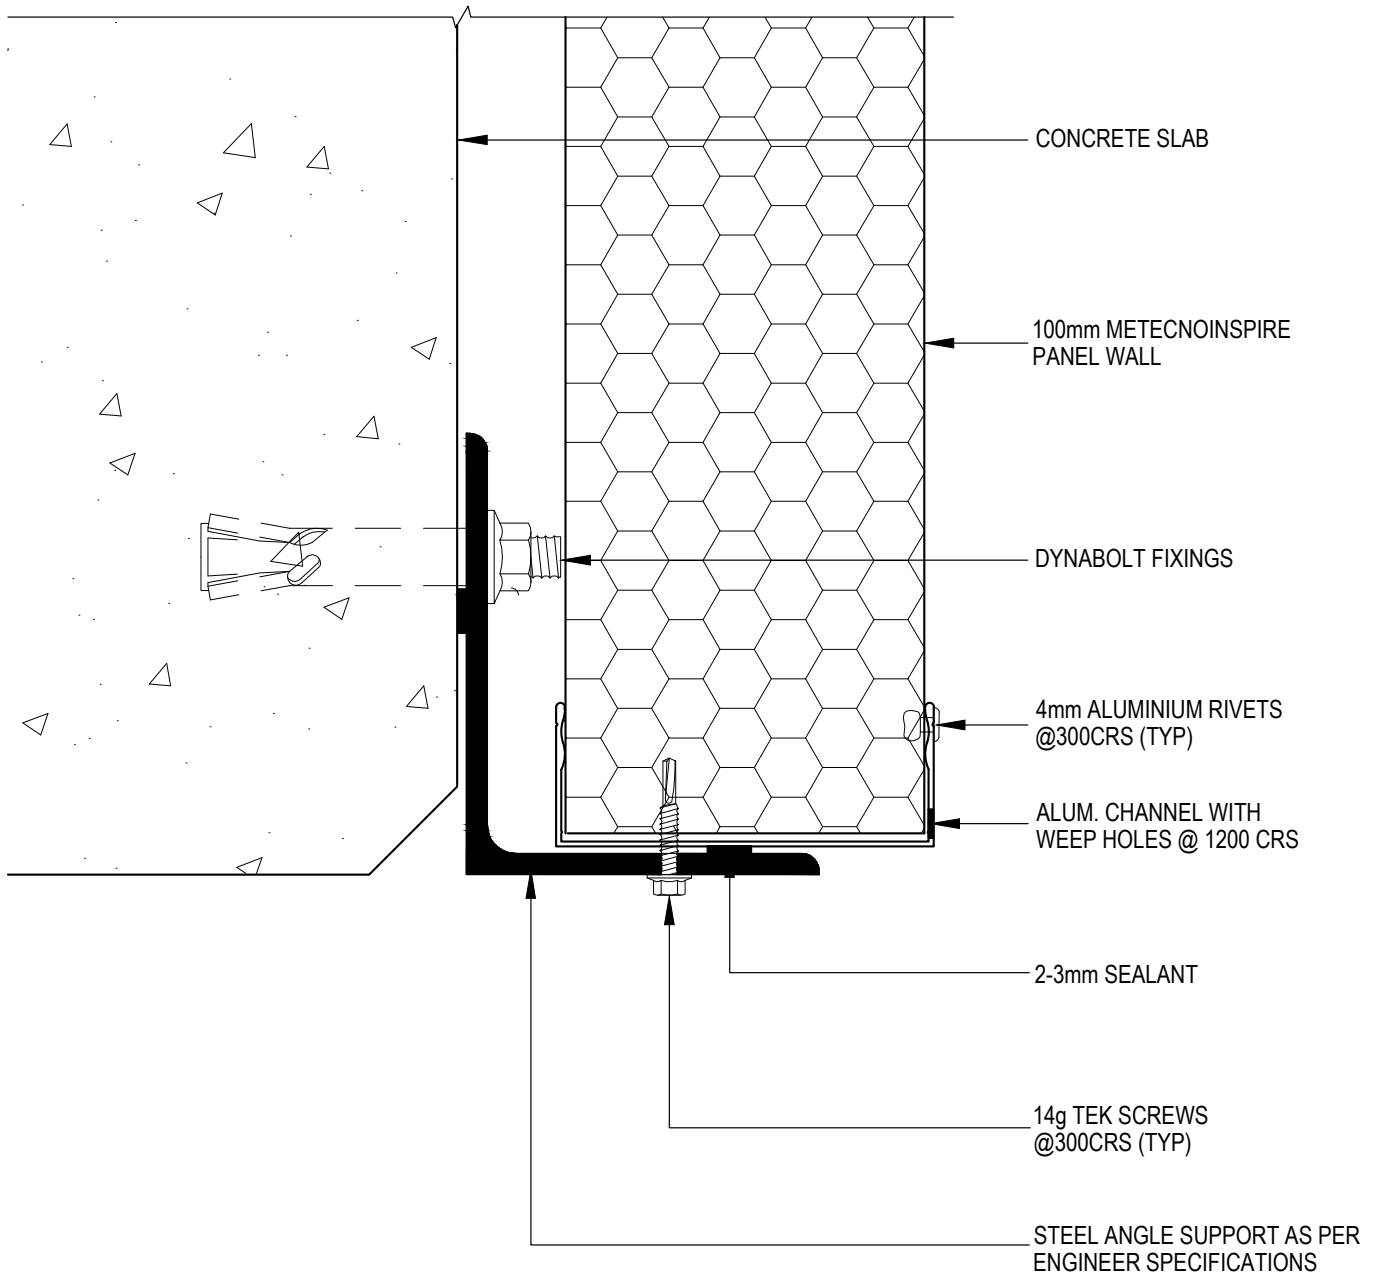 CONCRETE SLAB
100mm METECNOINSPIRE
PANEL WALL
DYNABOLT FIXINGS
4mm ALUMINIUM RIVETS
@300CRS (TYP)
ALUM. CHANNEL WITH
WEEP HOLES @ 1200 CRS
2-3mm SEALANT
14g TEK SCREWS
@300CRS (TYP)
STEEL ANGLE SUPPORT AS PER
ENGINEER SPECIFICATIONS